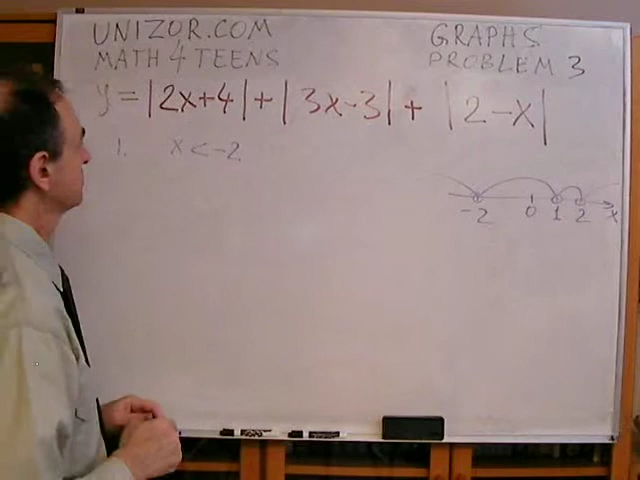 UNIZOR.COM
GRAPHS
MATH 4 TEENS
PROBLEM 3
y = |2x+4| + |3x-3| + |2-x|
1. x < -2
-2 0 1 2 x